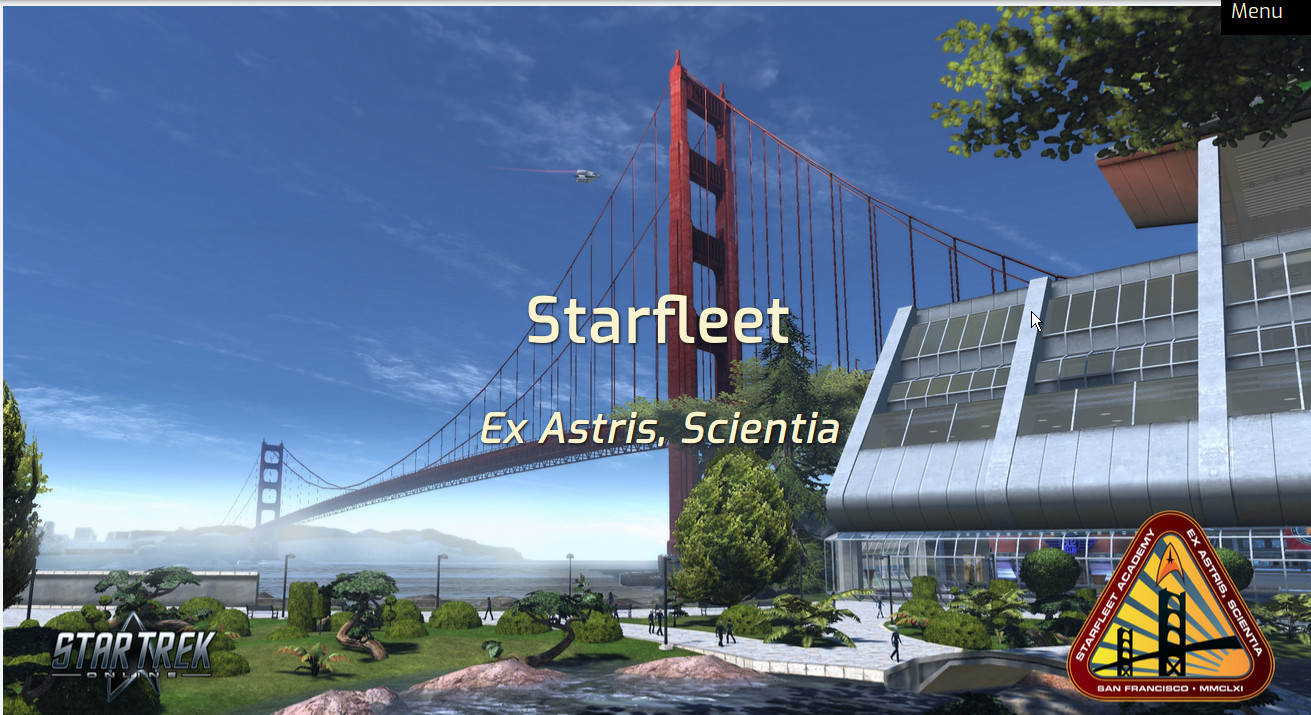 Menu
Starfleet
Ex Astris, Scientia
STAR TREK
ONLINE
STARFLEET ACADEMY
EX ASTRIS, SCIENTIA
SAN FRANCISCO • MMCLXI